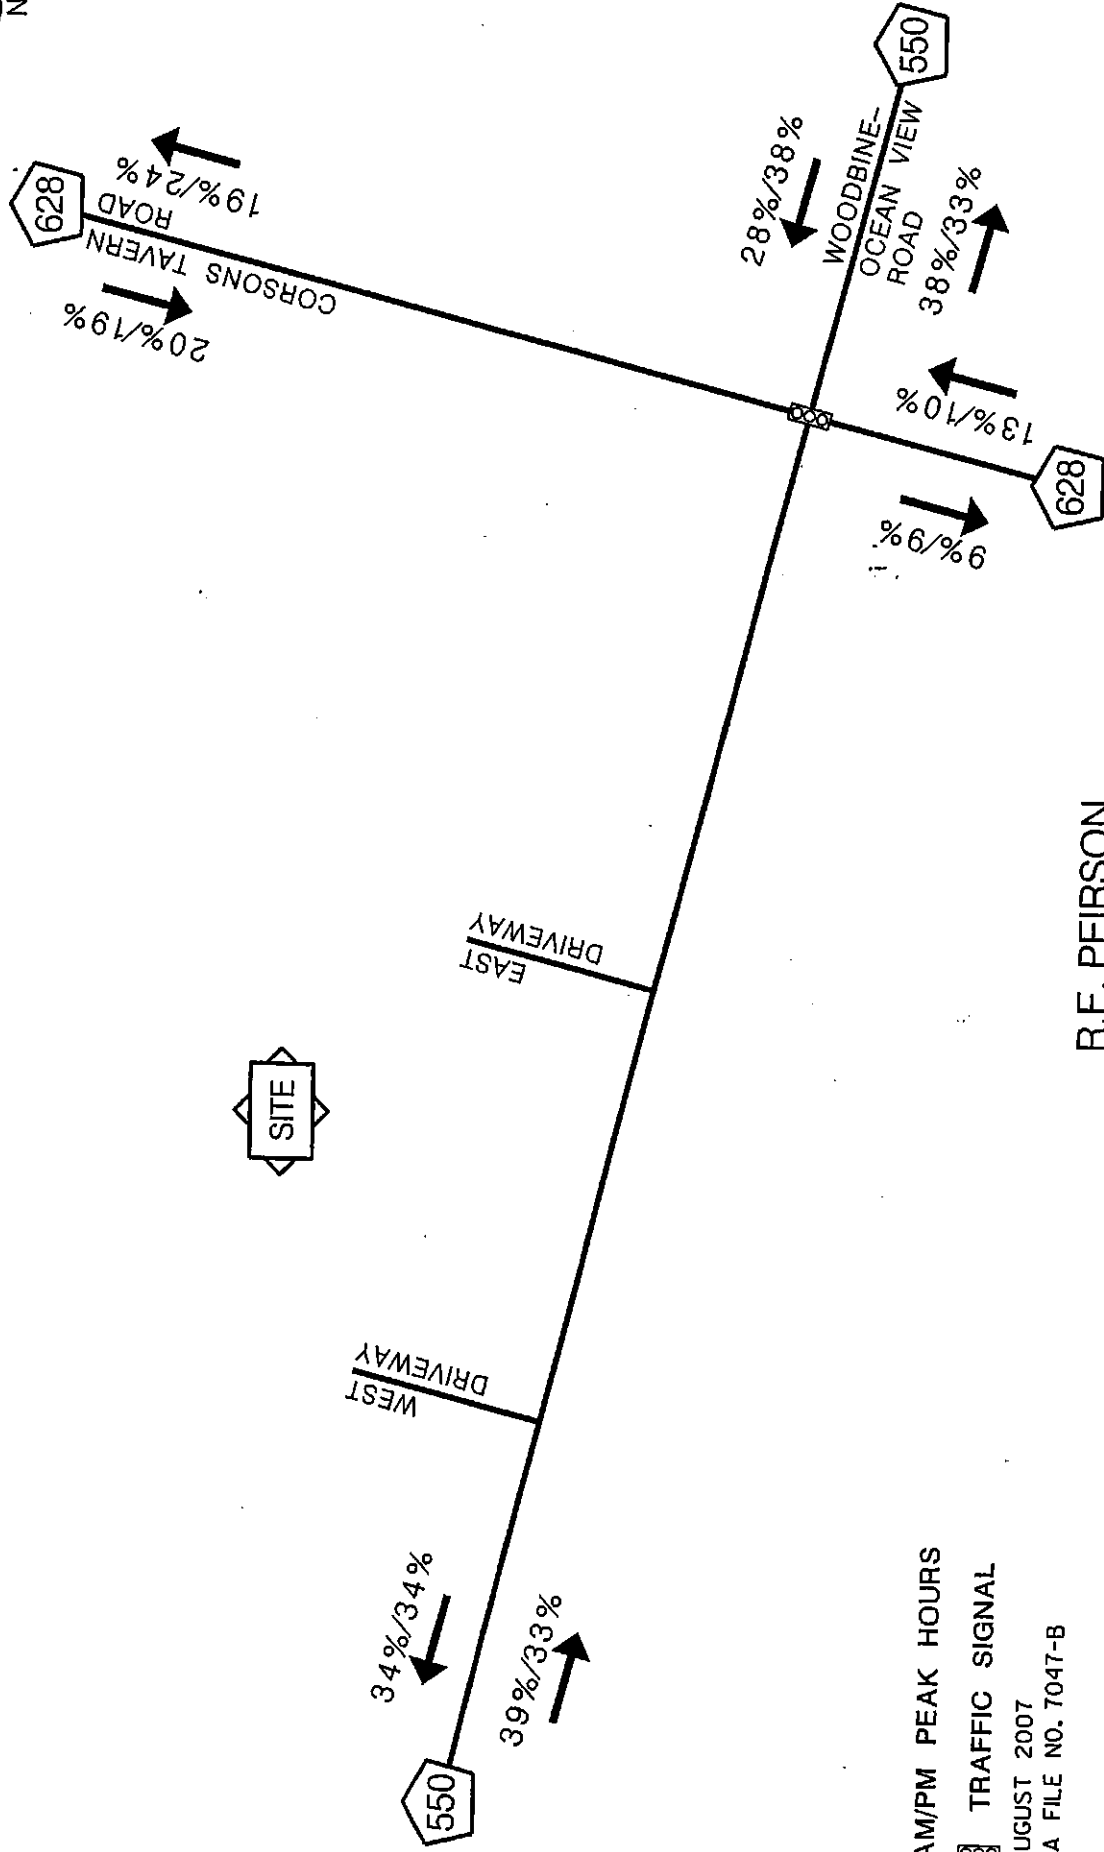 N
628
19%/24%
CORSONS TAVERN
ROAD
20%/19%
550
28%/38%
WOODBINE-
OCEAN VIEW
ROAD
38%/33%
13%/10%
9%/9%
628
SITE
EAST
DRIVEWAY
WEST
DRIVEWAY
34%/34%
39%/33%
550
AM/PM PEAK HOURS
TRAFFIC SIGNAL
UGUST 2007
A FILE NO. 7047-B